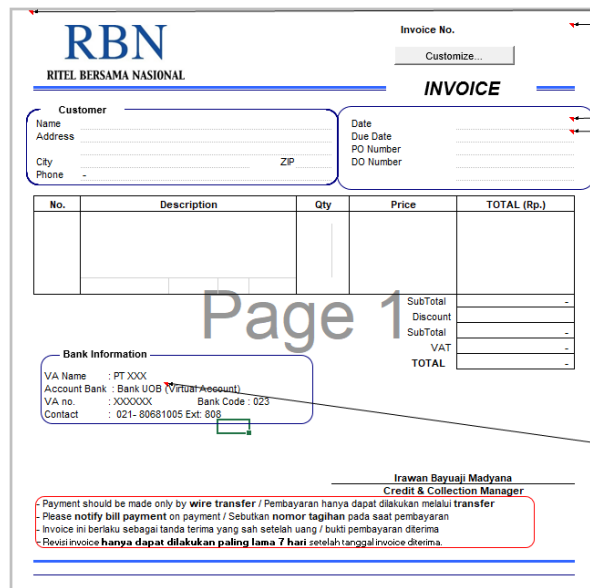 RBN
RITEL BERSAMA NASIONAL
Invoice No.
Customize...
INVOICE
Customer
Name
Address
City ZIP
Phone -
Date
Due Date
PO Number
DO Number
No. Description Qty Price TOTAL (Rp.)
Page 1
SubTotal -
Discount
SubTotal -
VAT -
TOTAL -
Bank Information
VA Name : PT XXX
Account Bank : Bank UOB (Virtual Account)
VA no. : XXXXXX Bank Code : 023
Contact : 021- 80681005 Ext: 808
Irawan Bayuaji Madyana
Credit & Collection Manager
- Payment should be made only by wire transfer / Pembayaran hanya dapat dilakukan melalui transfer
- Please notify bill payment on payment / Sebutkan nomor tagihan pada saat pembayaran
- Invoice ini berlaku sebagai tanda terima yang sah setelah uang / bukti pembayaran diterima
- Revisi invoice hanya dapat dilakukan paling lama 7 hari setelah tanggal invoice diterima.